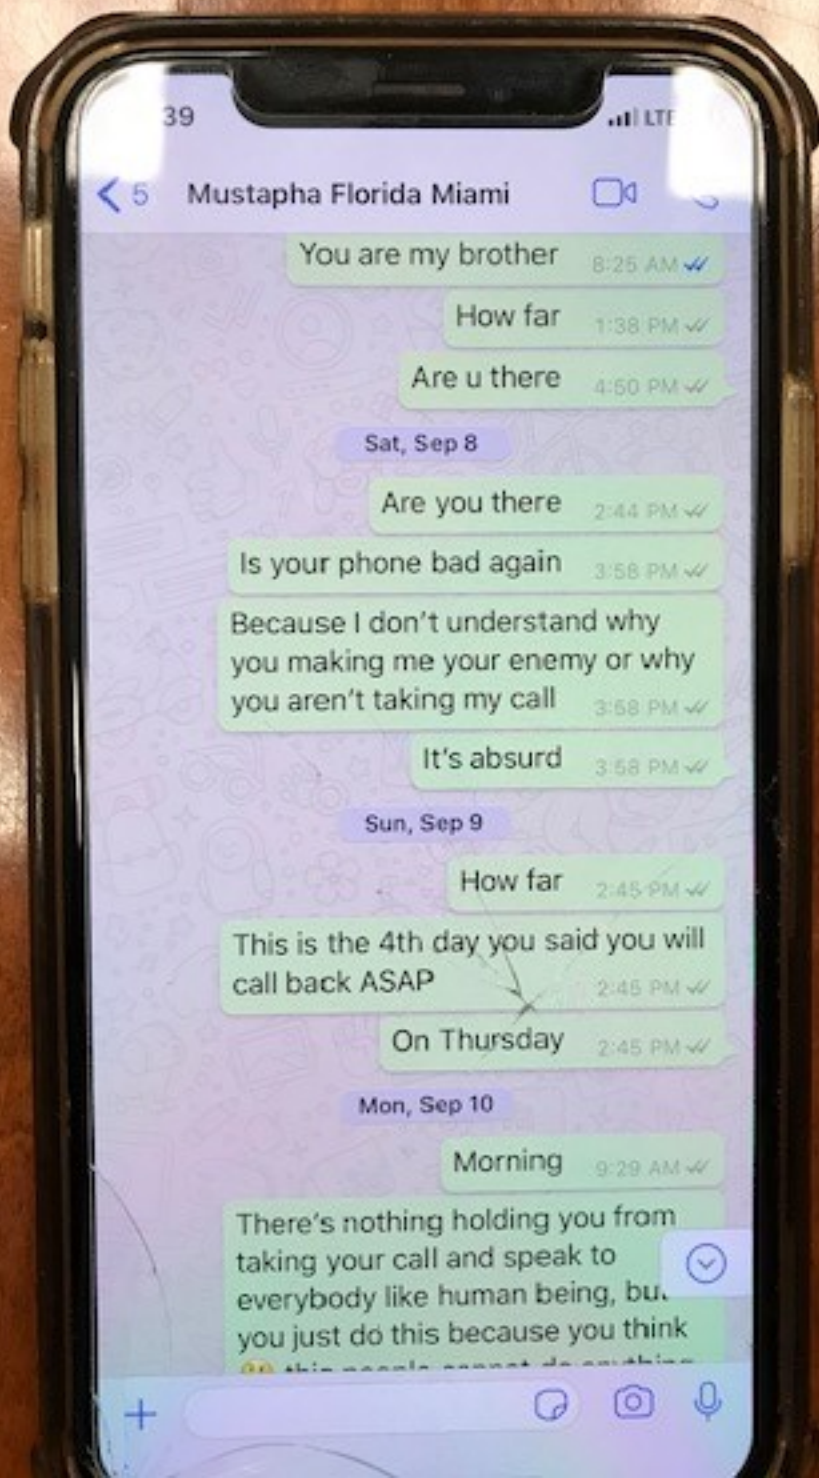 39 LTE
5 Mustapha Florida Miami
You are my brother 8:25 AM
How far 1:38 PM
Are u there 4:50 PM
Sat, Sep 8
Are you there 2:44 PM
Is your phone bad again 3:58 PM
Because I don't understand why
you making me your enemy or why
you aren't taking my call 3:58 PM
It's absurd 3:58 PM
Sun, Sep 9
How far 2:45 PM
This is the 4th day you said you will
call back ASAP 2:45 PM
On Thursday 2:45 PM
Mon, Sep 10
Morning 9:29 AM
There's nothing holding you from
taking your call and speak to
everybody like human being, but
you just do this because you think
this people cannot do anything